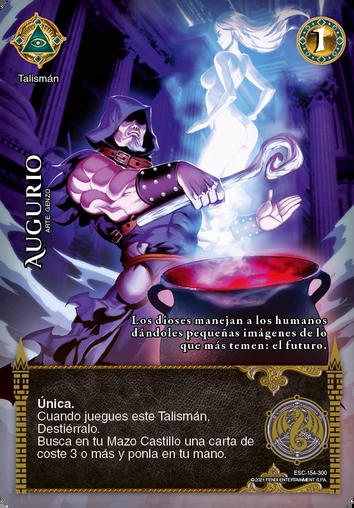 1
Talismán
AUGURIO
ARTE: GENZO
Los dioses manejan a los humanos
dándoles pequeñas imágenes de lo
que más temen: el futuro.
Única.
Cuando juegues este Talismán,
Destiérralo.
Busca en tu Mazo Castillo una carta de
coste 3 o más y ponla en tu mano.
ESC-154-300
©2021 FENIX ENTERTAINMENT S.P.A.